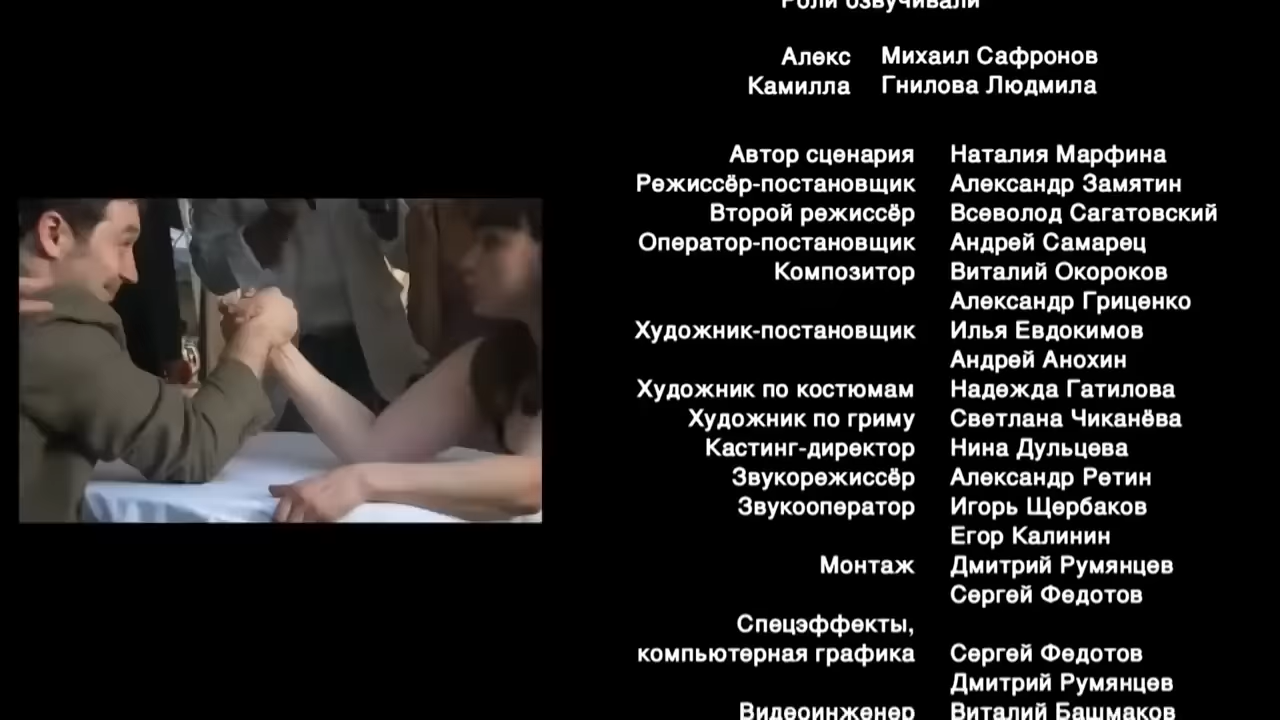 Роли озвучивали
Алекс Михаил Сафронов
Камилла Гнилова Людмила
Автор сценария Наталия Марфина
Режиссёр-постановщик Александр Замятин
Второй режиссёр Всеволод Сагатовский
Оператор-постановщик Андрей Самарец
Композитор Виталий Окороков
Александр Гриценко
Художник-постановщик Илья Евдокимов
Андрей Анохин
Художник по костюмам Надежда Гатилова
Художник по гриму Светлана Чиканёва
Кастинг-директор Нина Дульцева
Звукорежиссёр Александр Ретин
Звукооператор Игорь Щербаков
Егор Калинин
Монтаж Дмитрий Румянцев
Сергей Федотов
Спецэффекты,
компьютерная графика Сергей Федотов
Дмитрий Румянцев
Видеоинженер Виталий Башмаков